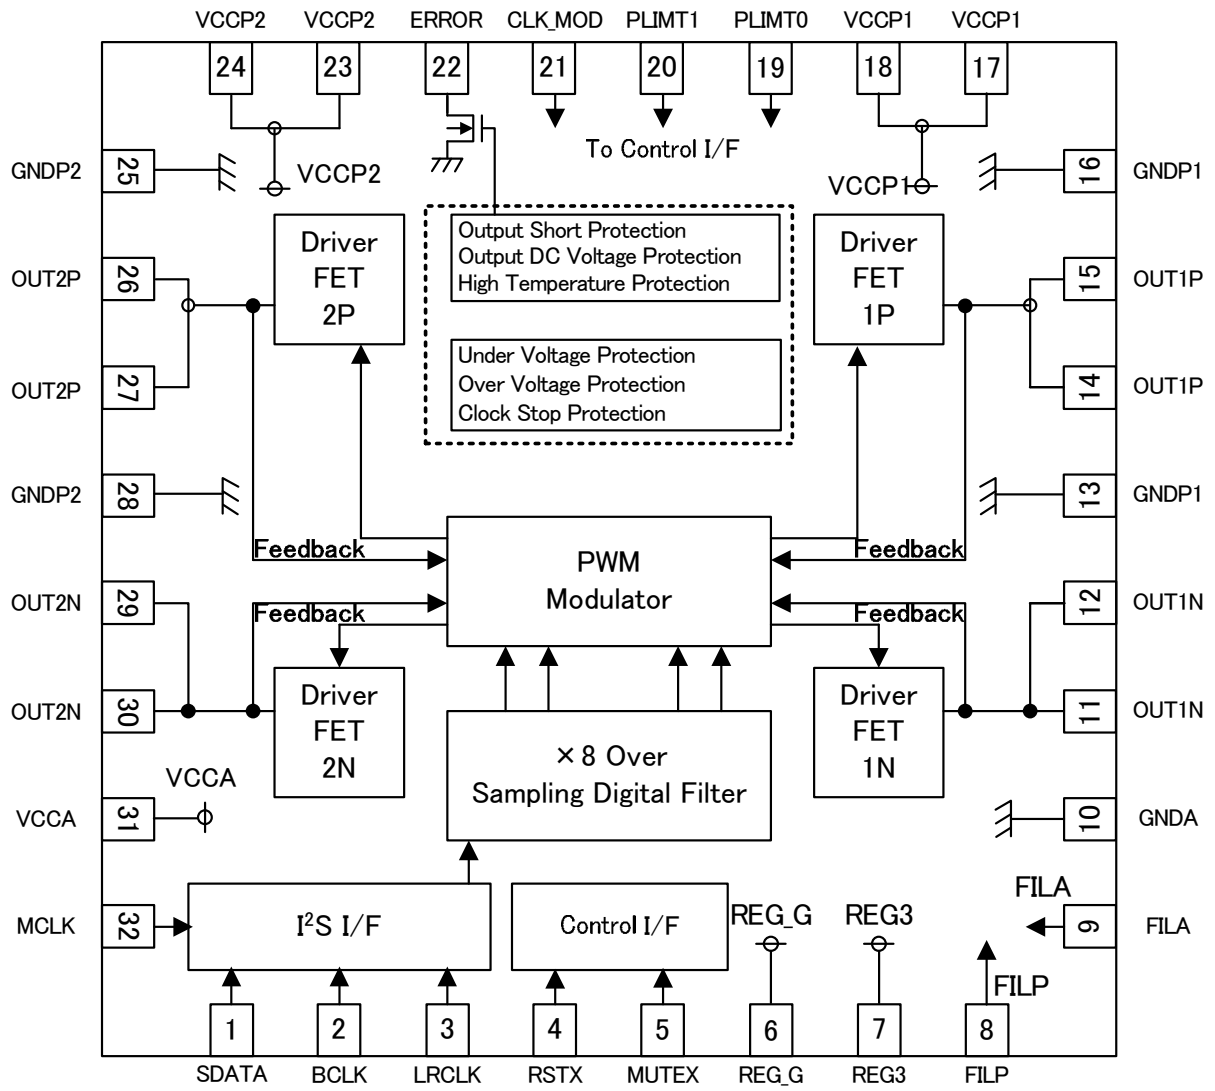 VCCP2 VCCP2 ERROR CLK_MOD PLIMT1 PLIMT0 VCCP1 VCCP1
24 23 22 21 20 19 18 17
To Control I/F
GNDP2 25 VCCP2 VCCP1 16 GNDP1
Output Short Protection
Output DC Voltage Protection
High Temperature Protection
Driver
FET
2P
Driver
FET
1P
OUT2P 26 15 OUT1P
Under Voltage Protection
Over Voltage Protection
Clock Stop Protection
OUT2P 27 14 OUT1P
GNDP2 28 13 GNDP1
Feedback Feedback
PWM
Modulator
OUT2N 29 12 OUT1N
Feedback Feedback
OUT2N 30 11 OUT1N
Driver
FET
2N
Driver
FET
1N
×8 Over
Sampling Digital Filter
VCCA
VCCA 31 10 GNDA
FILA
MCLK 32 I²S I/F Control I/F REG_G REG3 9 FILA
FILP
1 2 3 4 5 6 7 8
SDATA BCLK LRCLK RSTX MUTEX REG_G REG3 FILP